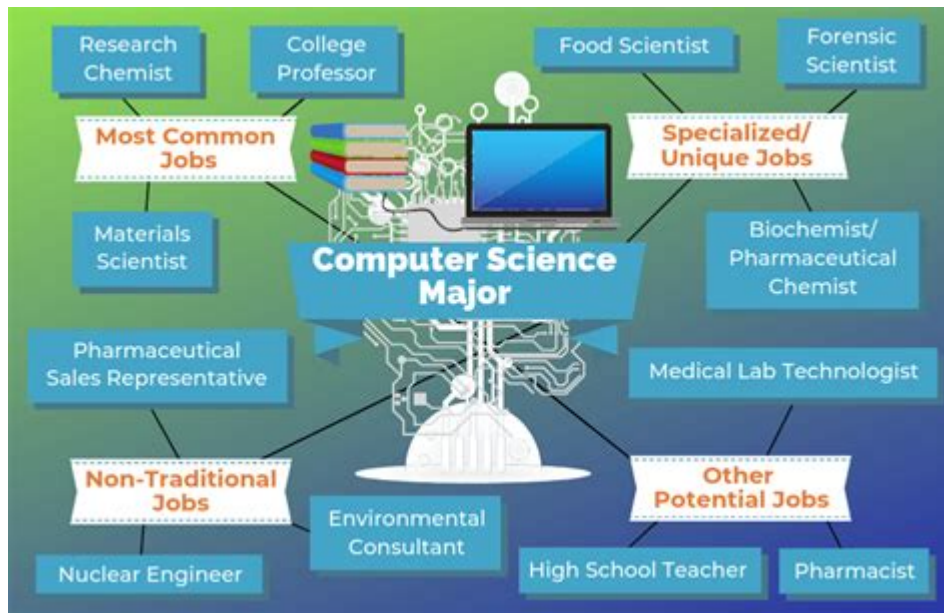 Research
Chemist
College
Professor
Most Common
Jobs
Materials
Scientist
Food Scientist
Forensic
Scientist
Specialized/
Unique Jobs
Biochemist/
Pharmaceutical
Chemist
Computer Science
Major
Pharmaceutical
Sales Representative
Non-Traditional
Jobs
Environmental
Consultant
Nuclear Engineer
Medical Lab Technologist
Other
Potential Jobs
High School Teacher
Pharmacist